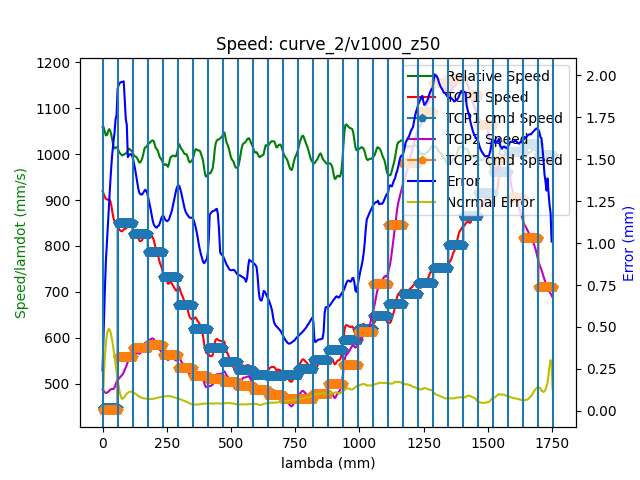 Speed: curve_2/v1000_z50
1200
1100
1000
900
800
700
600
500
Speed/lamdot (mm/s)
0
250
500
750
1000
1250
1500
1750
lambda (mm)
2.00
1.75
1.50
1.25
1.00
0.75
0.50
0.25
0.00
Error (mm)
Relative Speed
TCP1 Speed
TCP1 cmd Speed
TCP2 Speed
TCP2 cmd Speed
Error
Normal Error